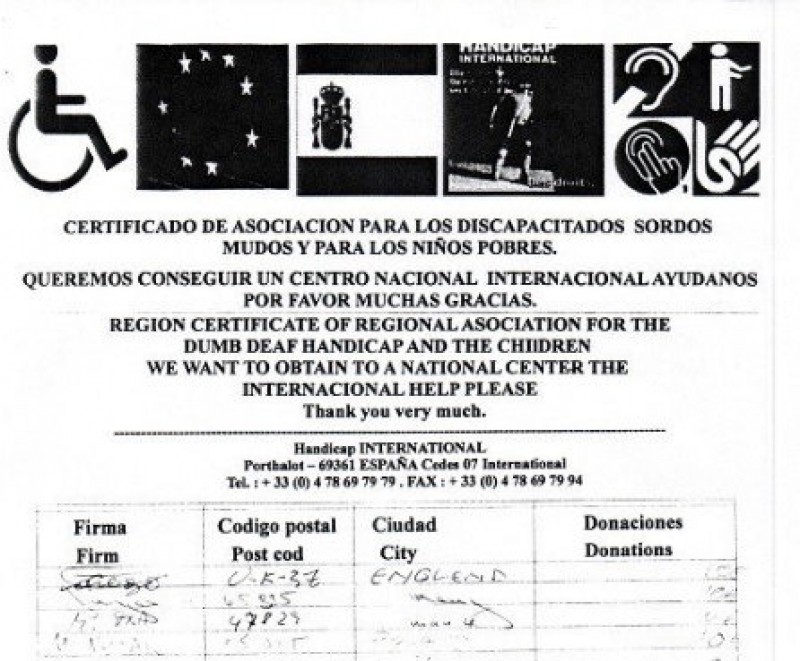 HANDICAP
INTERNATIONAL
CERTIFICADO DE ASOCIACION PARA LOS DISCAPACITADOS SORDOS
MUDOS Y PARA LOS NIÑOS POBRES.
QUEREMOS CONSEGUIR UN CENTRO NACIONAL INTERNACIONAL AYUDANOS
POR FAVOR MUCHAS GRACIAS.
REGION CERTIFICATE OF REGIONAL ASOCIATION FOR THE
DUMB DEAF HANDICAP AND THE CHIIDREN
WE WANT TO OBTAIN TO A NATIONAL CENTER THE
INTERNACIONAL HELP PLEASE
Thank you very much.
Handicap INTERNATIONAL
Porthalot – 69361 ESPAÑA Cedes 07 International
Tel. : + 33 (0) 4 78 69 79 79 . FAX : + 33 (0) 4 78 69 79 94
Firma Codigo postal Ciudad Donaciones
Firm Post cod City Donations
U-K-27 ENGLEND
47829